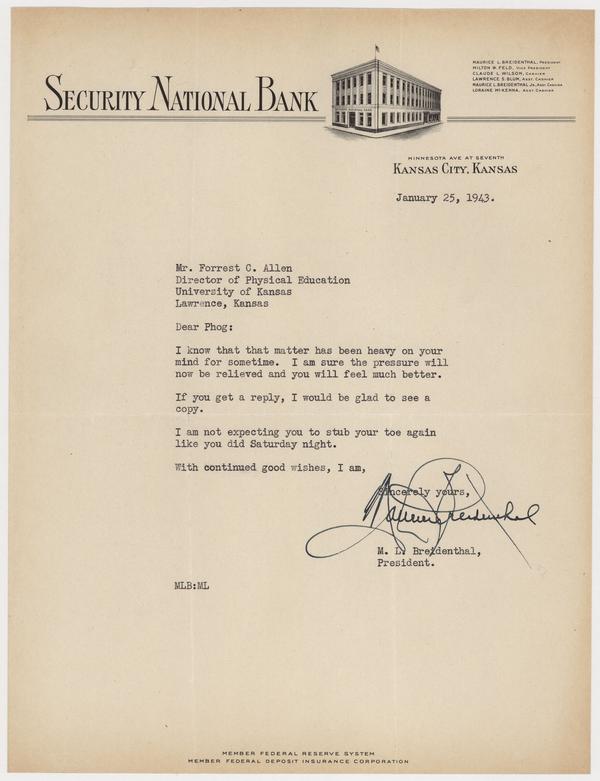 SECURITY NATIONAL BANK
MAURICE L. BREIDENTHAL, PRESIDENT
MILTON W. FELD, VICE PRESIDENT
CLAUDE L. WILSON, CASHIER
LAWRENCE S. BLUM, ASST. CASHIER
MAURICE L. BREIDENTHAL JR., ASST. CASHIER
LORAINE McKENNA, ASST. CASHIER
MINNESOTA AVE AT SEVENTH
KANSAS CITY, KANSAS
January 25, 1943.
Mr. Forrest C. Allen
Director of Physical Education
University of Kansas
Lawrence, Kansas
Dear Phog:
I know that that matter has been heavy on your
mind for sometime. I am sure the pressure will
now be relieved and you will feel much better.
If you get a reply, I would be glad to see a
copy.
I am not expecting you to stub your toe again
like you did Saturday night.
With continued good wishes, I am,
Sincerely yours,
Maurice Breidenthal
M. L. Breidenthal,
President.
MLB:ML
MEMBER FEDERAL RESERVE SYSTEM
MEMBER FEDERAL DEPOSIT INSURANCE CORPORATION